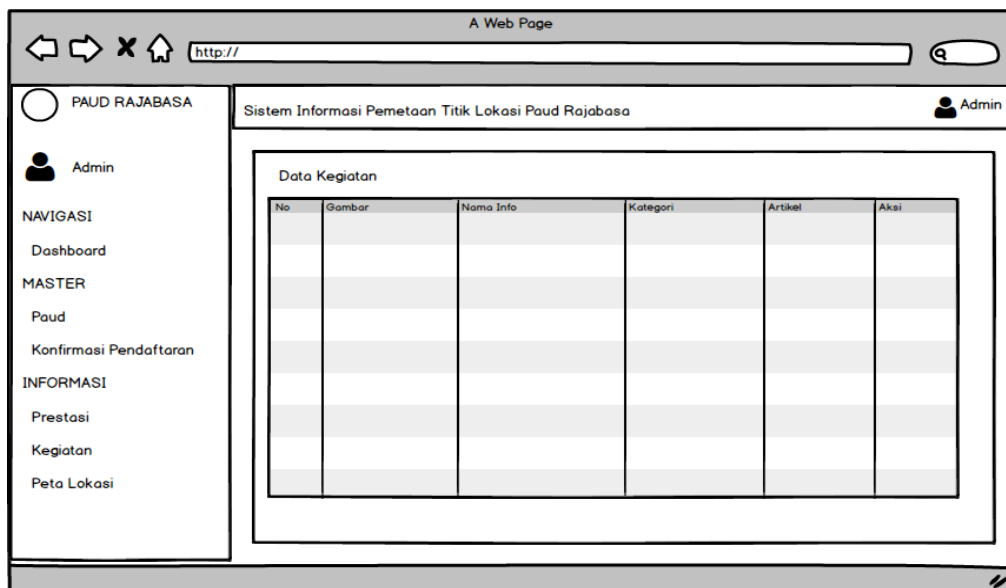 A Web Page
http://
PAUD RAJABASA
Sistem Informasi Pemetaan Titik Lokasi Paud Rajabasa
Admin
Admin
NAVIGASI
Dashboard
MASTER
Paud
Konfirmasi Pendaftaran
INFORMASI
Prestasi
Kegiatan
Peta Lokasi
Data Kegiatan
No Gambar Nama Info Kategori Artikel Aksi